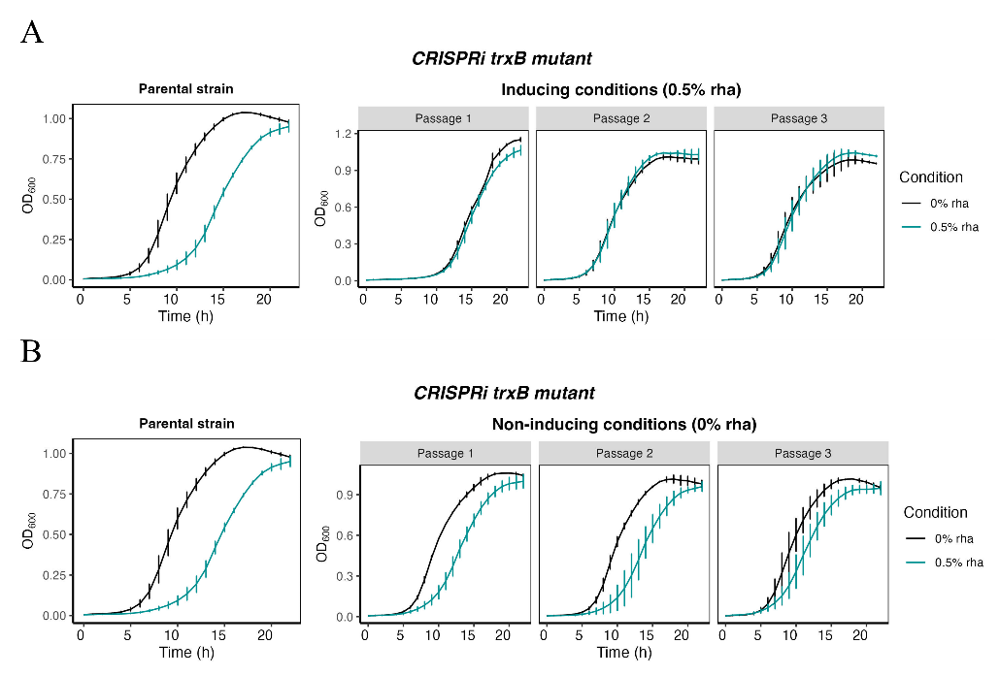 A
CRISPRi trxB mutant
Parental strain
Inducing conditions (0.5% rha)
Passage 1 Passage 2 Passage 3
OD600
1.00
0.75
0.50
0.25
0.00
0 5 10 15 20
Time (h)
OD600
1.2
0.9
0.6
0.3
0.0
0 5 10 15 20 0 5 10 15 20 0 5 10 15 20
Time (h)
Condition
0% rha
0.5% rha
B
CRISPRi trxB mutant
Parental strain
Non-inducing conditions (0% rha)
Passage 1 Passage 2 Passage 3
OD600
1.00
0.75
0.50
0.25
0.00
0 5 10 15 20
Time (h)
OD600
0.9
0.6
0.3
0.0
0 5 10 15 20 0 5 10 15 20 0 5 10 15 20
Time (h)
Condition
0% rha
0.5% rha